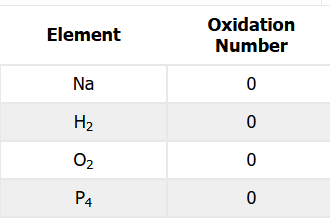 Element
Oxidation
Number
Na 0
H₂ 0
O₂ 0
P₄ 0